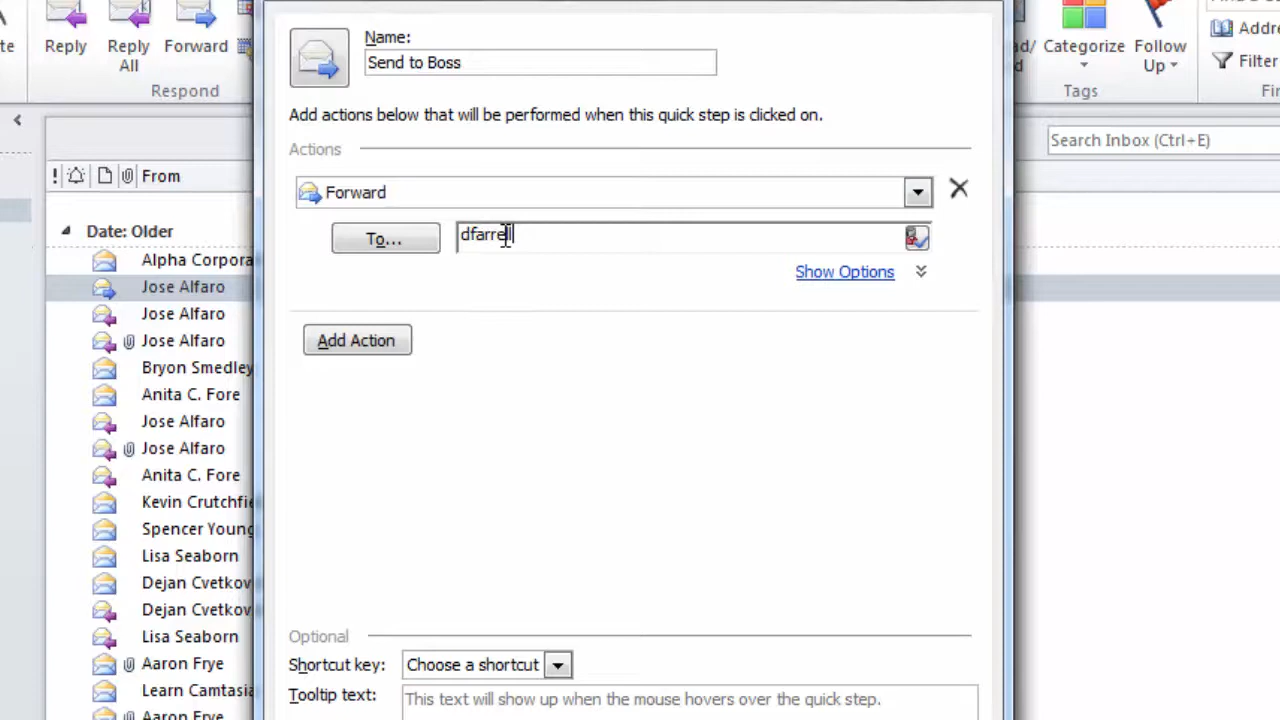 te
Reply
Reply
All
Forward
Respond
Categorize
Follow
Up
Tags
Addre
Filter
Search Inbox (Ctrl+E)
From
Date: Older
Alpha Corpora
Jose Alfaro
Jose Alfaro
Jose Alfaro
Bryon Smedley
Anita C. Fore
Jose Alfaro
Jose Alfaro
Anita C. Fore
Kevin Crutchfie
Spencer Young
Lisa Seaborn
Dejan Cvetkov
Dejan Cvetkov
Lisa Seaborn
Aaron Frye
Learn Camtasia
Aaron Frye
Name:
Send to Boss
Add actions below that will be performed when this quick step is clicked on.
Actions
Forward
To...
dfarrell
Show Options
Add Action
Optional
Shortcut key: Choose a shortcut
Tooltip text: This text will show up when the mouse hovers over the quick step.